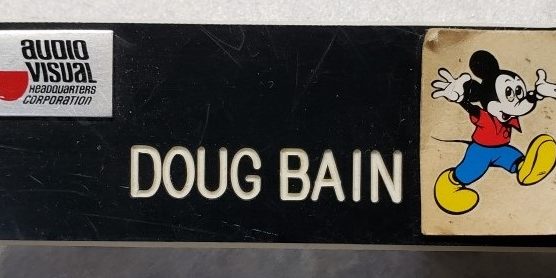 AUDIO
VISUAL
HEADQUARTERS
CORPORATION
DOUG BAIN